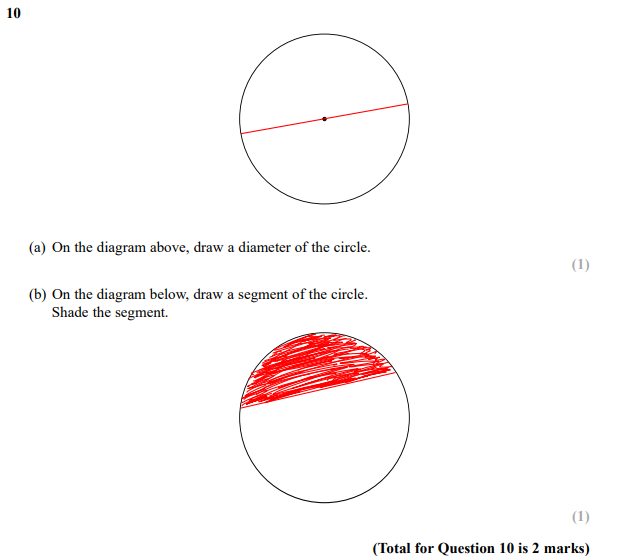 10
(a) On the diagram above, draw a diameter of the circle.
(1)
(b) On the diagram below, draw a segment of the circle.
Shade the segment.
(1)
(Total for Question 10 is 2 marks)